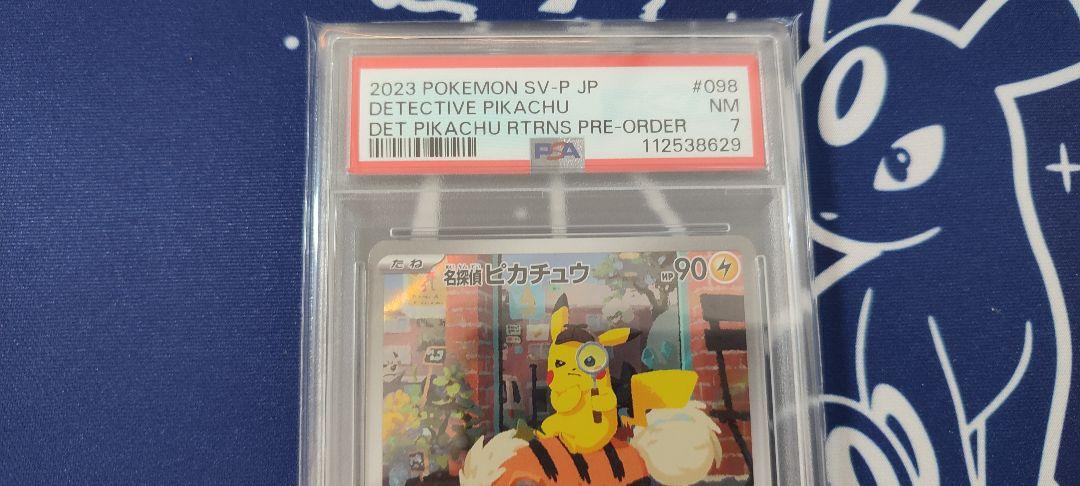 2023 POKEMON SV-P JP #098
DETECTIVE PIKACHU NM
DET PIKACHU RTRNS PRE-ORDER 7
PSA 112538629
たね 名探偵ピカチュウ HP90